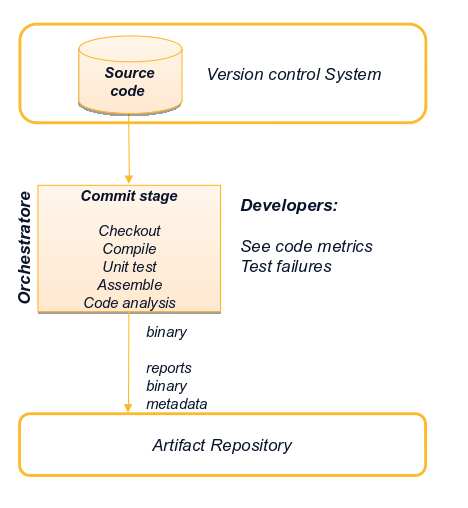 Source
code
Version control System
Orchestratore
Commit stage
Checkout
Compile
Unit test
Assemble
Code analysis
Developers:
See code metrics
Test failures
binary
reports
binary
metadata
Artifact Repository